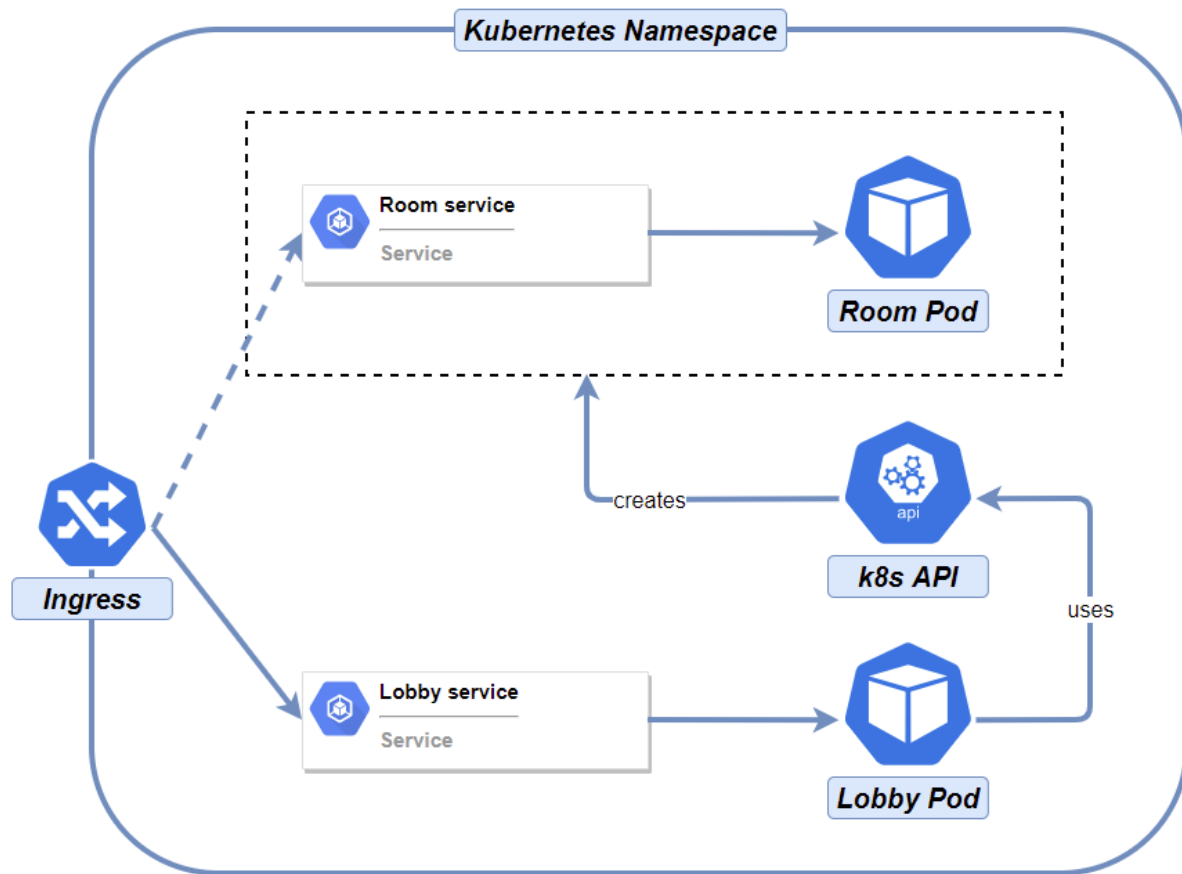 Kubernetes Namespace
Room service
Service
Room Pod
creates
api
k8s API
Ingress
uses
Lobby service
Service
Lobby Pod